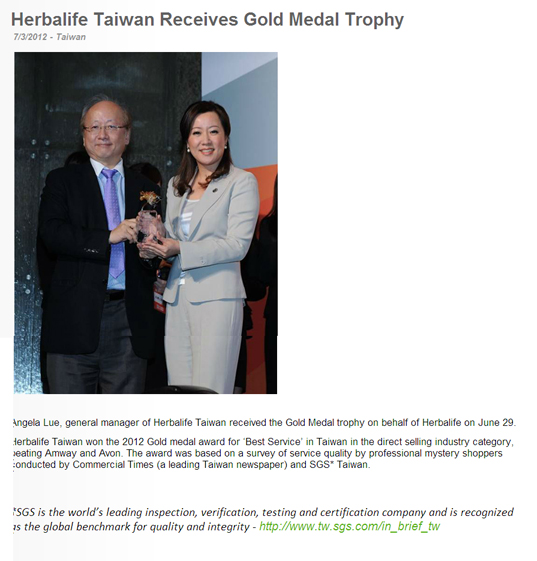 Herbalife Taiwan Receives Gold Medal Trophy
7/3/2012 - Taiwan
Angela Lue, general manager of Herbalife Taiwan received the Gold Medal trophy on behalf of Herbalife on June 29.
Herbalife Taiwan won the 2012 Gold medal award for 'Best Service' in Taiwan in the direct selling industry category,
beating Amway and Avon. The award was based on a survey of service quality by professional mystery shoppers
conducted by Commercial Times (a leading Taiwan newspaper) and SGS* Taiwan.
*SGS is the world's leading inspection, verification, testing and certification company and is recognized
as the global benchmark for quality and integrity - http://www.tw.sgs.com/in_brief_tw